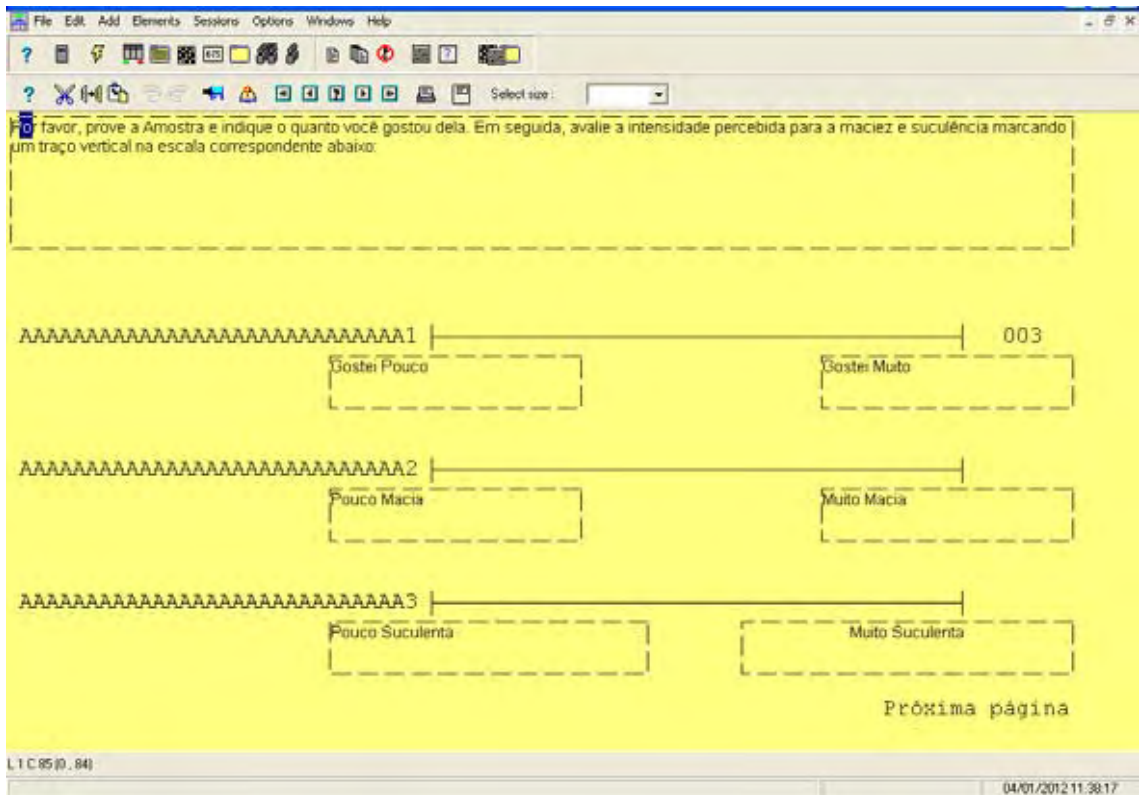 File Edit Add Elements Sessions Options Windows Help
Select size :
Por favor, prove a Amostra e indique o quanto você gostou dela. Em seguida, avalie a intensidade percebida para a maciez e suculência marcando
um traço vertical na escala correspondente abaixo:
AAAAAAAAAAAAAAAAAAAAAAAAAAAAA1 003
Gostei Pouco Gostei Muito
AAAAAAAAAAAAAAAAAAAAAAAAAAAAA2
Pouco Macia Muito Macia
AAAAAAAAAAAAAAAAAAAAAAAAAAAAA3
Pouco Suculenta Muito Suculenta
Próxima página
L 1 C 85 (0 , 84)
04/01/2012 11:38:17